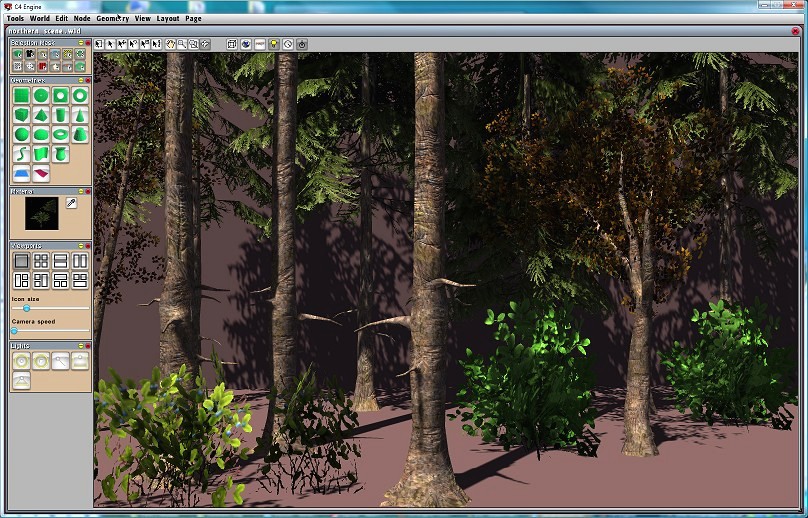 C4 Engine
Tools World Edit Node Geometry View Layout Page
northern_scene.wld
Selection Mask
Geometries
Viewports
Icon size
Camera speed
Lights